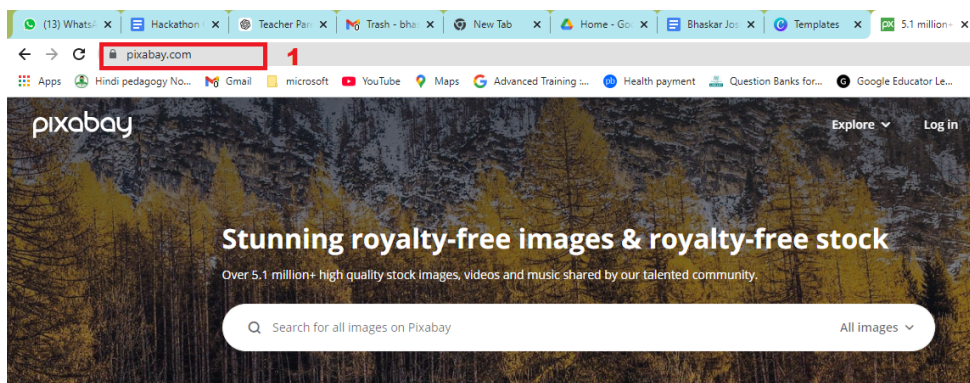 (13) Whats
Hackathon
Teacher Par
Trash - bha
New Tab
Home - Goo
Bhaskar Jos
Templates
5.1 million+
pixabay.com
1
Apps
Hindi pedagogy No...
Gmail
microsoft
YouTube
Maps
Advanced Training :...
Health payment
Question Banks for...
Google Educator Le...
pixabay
Explore
Log in
Stunning royalty-free images & royalty-free stock
Over 5.1 million+ high quality stock images, videos and music shared by our talented community.
Search for all images on Pixabay
All images